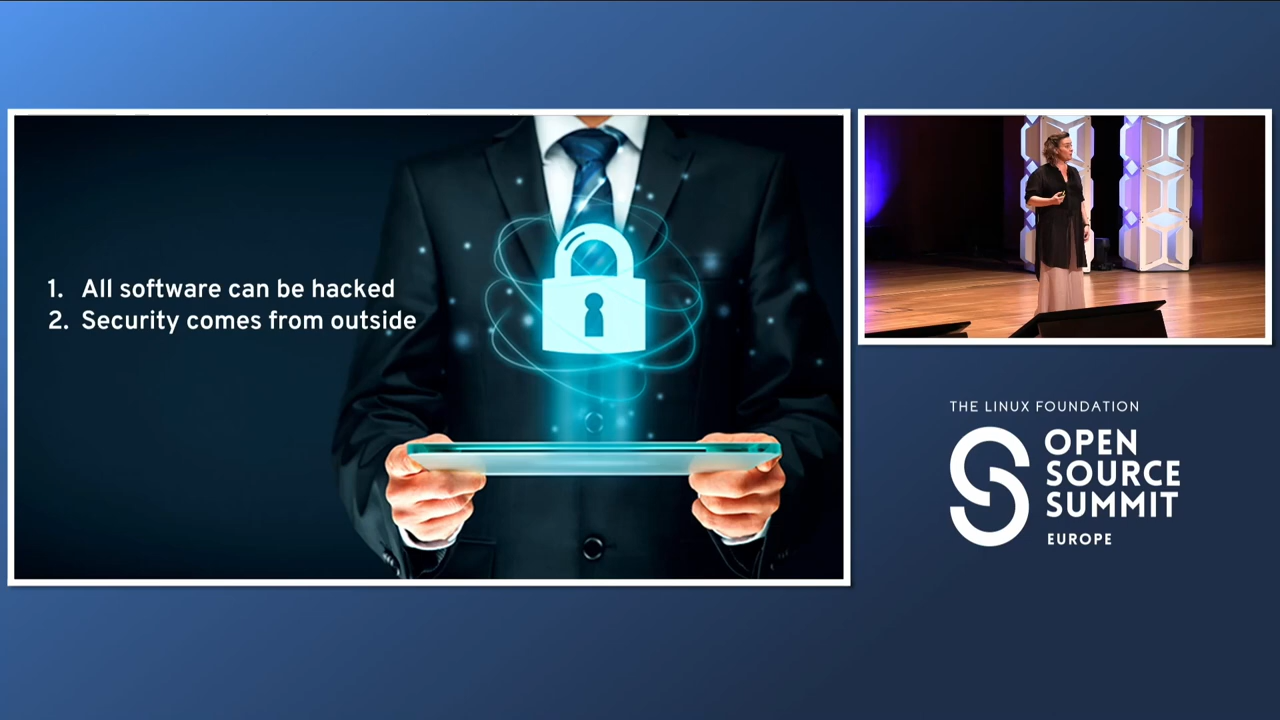 1. All software can be hacked
2. Security comes from outside
THE LINUX FOUNDATION
OPEN
SOURCE
SUMMIT
EUROPE